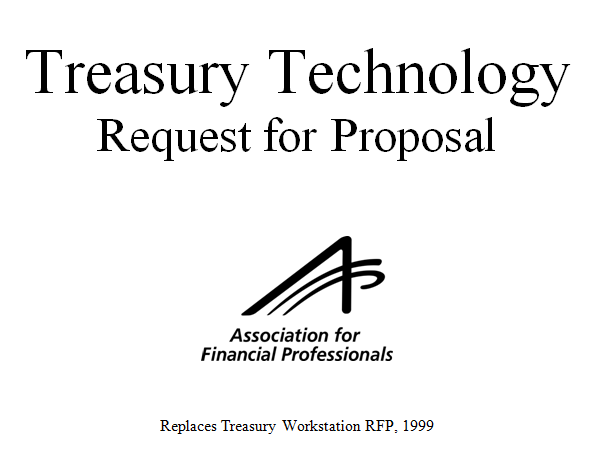 Treasury Technology
Request for Proposal
Association for
Financial Professionals
Replaces Treasury Workstation RFP, 1999